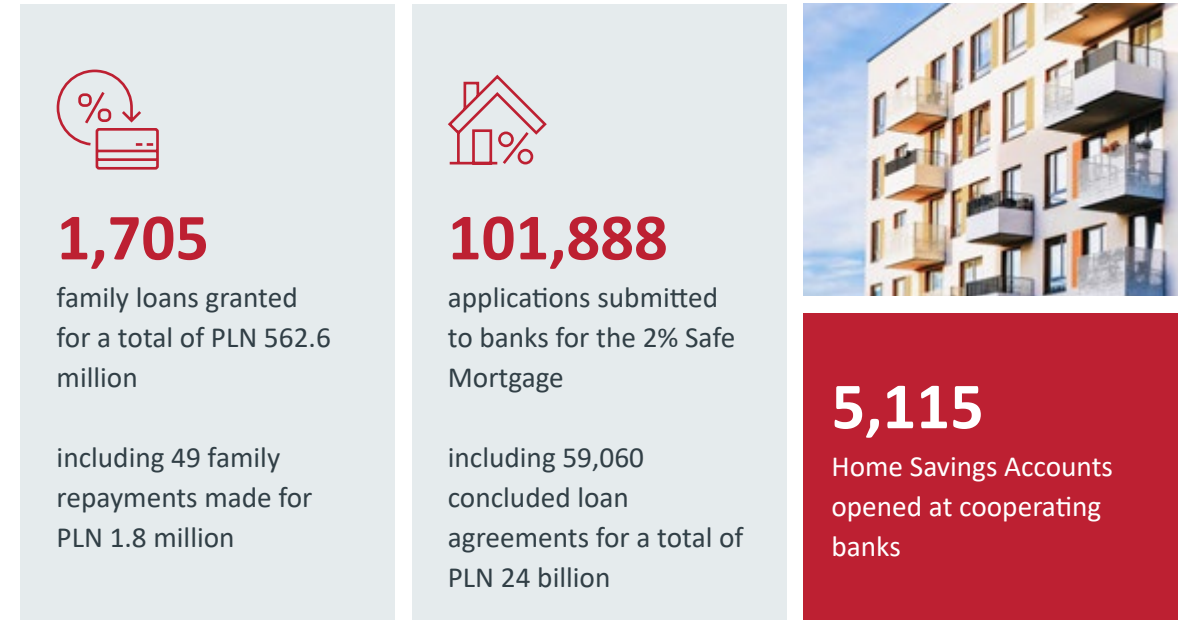 %
1,705
family loans granted
for a total of PLN 562.6
million
including 49 family
repayments made for
PLN 1.8 million
%
101,888
applications submitted
to banks for the 2% Safe
Mortgage
including 59,060
concluded loan
agreements for a total of
PLN 24 billion
5,115
Home Savings Accounts
opened at cooperating
banks